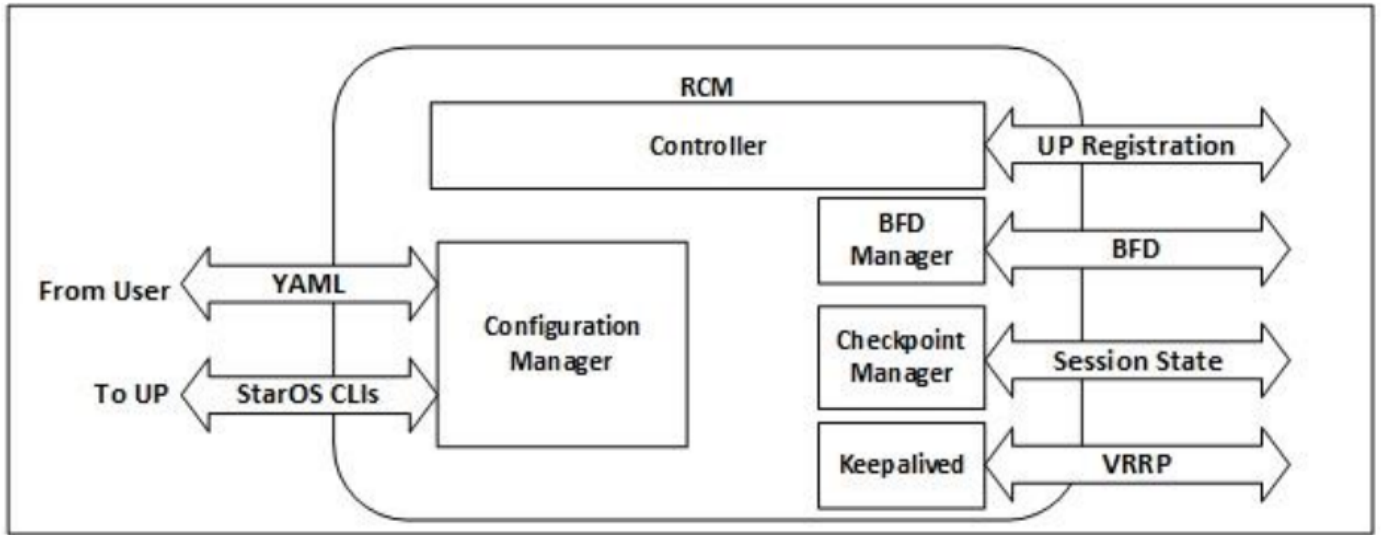 RCM
Controller
UP Registration
BFD
Manager
BFD
From User
YAML
Configuration
Manager
Checkpoint
Manager
Session State
To UP
StarOS CLIs
Keepalived
VRRP